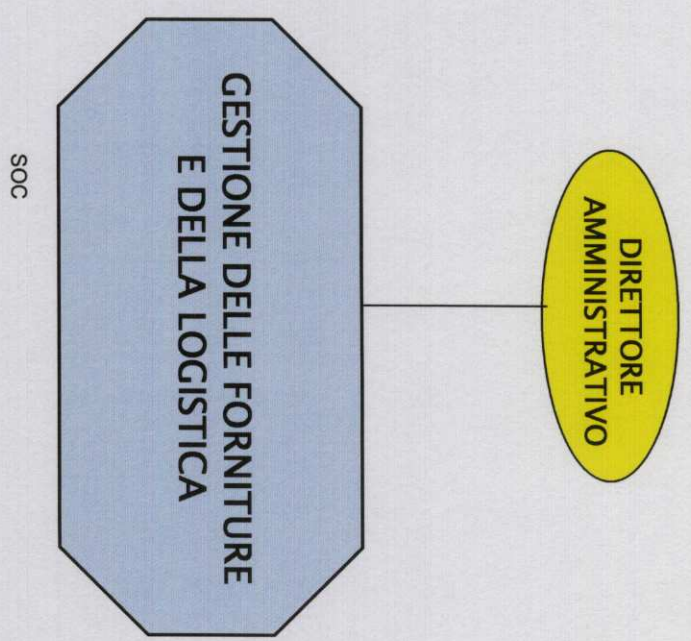 DIRETTORE
AMMINISTRATIVO
GESTIONE DELLE FORNITURE
E DELLA LOGISTICA
SOC